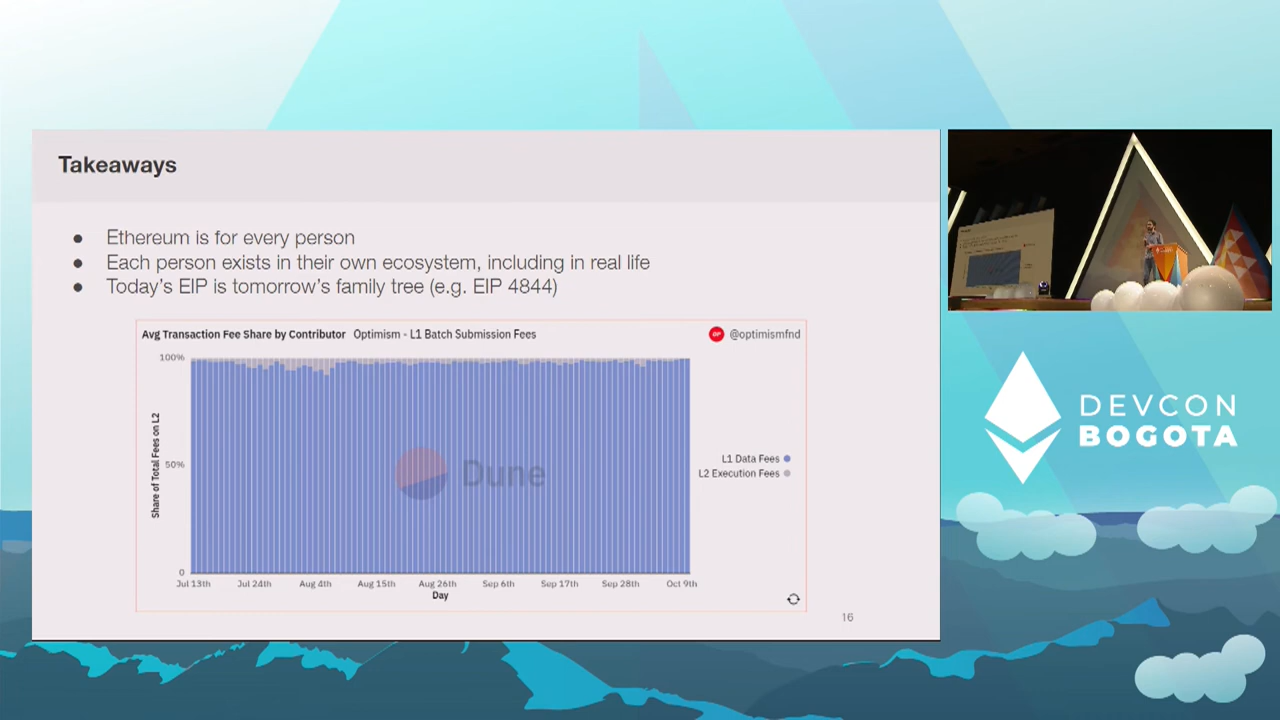 Takeaways
● Ethereum is for every person
● Each person exists in their own ecosystem, including in real life
● Today's EIP is tomorrow's family tree (e.g. EIP 4844)
Avg Transaction Fee Share by Contributor Optimism - L1 Batch Submission Fees
OP @optimismfnd
Share of Total Fees on L2
100%
50%
0
Dune
L1 Data Fees
L2 Execution Fees
Jul 13th Jul 24th Aug 4th Aug 15th Aug 26th Sep 6th Sep 17th Sep 28th Oct 9th
Day
16
DEVCON
BOGOTA